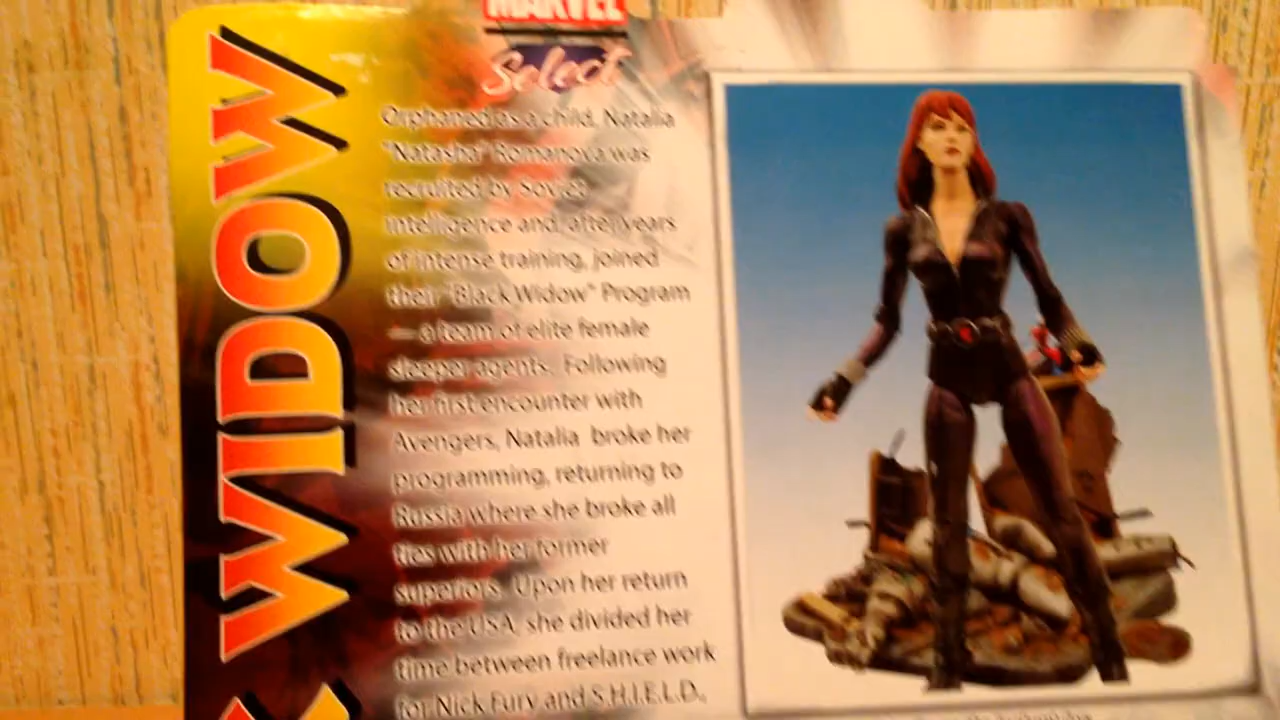 MARVEL
Select
WIDOW
Orphaned as a child, Natalia
"Natasha" Romanova was
recruited by Soviet
intelligence and, after years
of intense training, joined
their "Black Widow" Program
— a team of elite female
sleeper agents. Following
her first encounter with
Avengers, Natalia broke her
programming, returning to
Russia where she broke all
ties with her former
superiors. Upon her return
to the USA, she divided her
time between freelance work
for Nick Fury and S.H.I.E.L.D.,